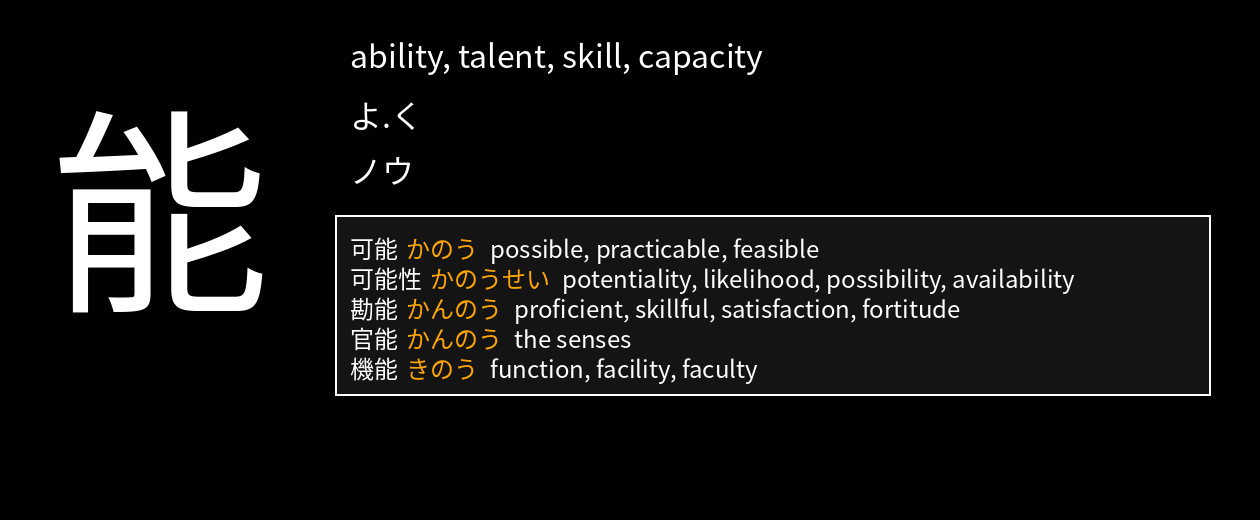 能
ability, talent, skill, capacity
よ.く
ノウ
可能 かのう possible, practicable, feasible
可能性 かのうせい potentiality, likelihood, possibility, availability
勘能 かんのう proficient, skillful, satisfaction, fortitude
官能 かんのう the senses
機能 きのう function, facility, faculty